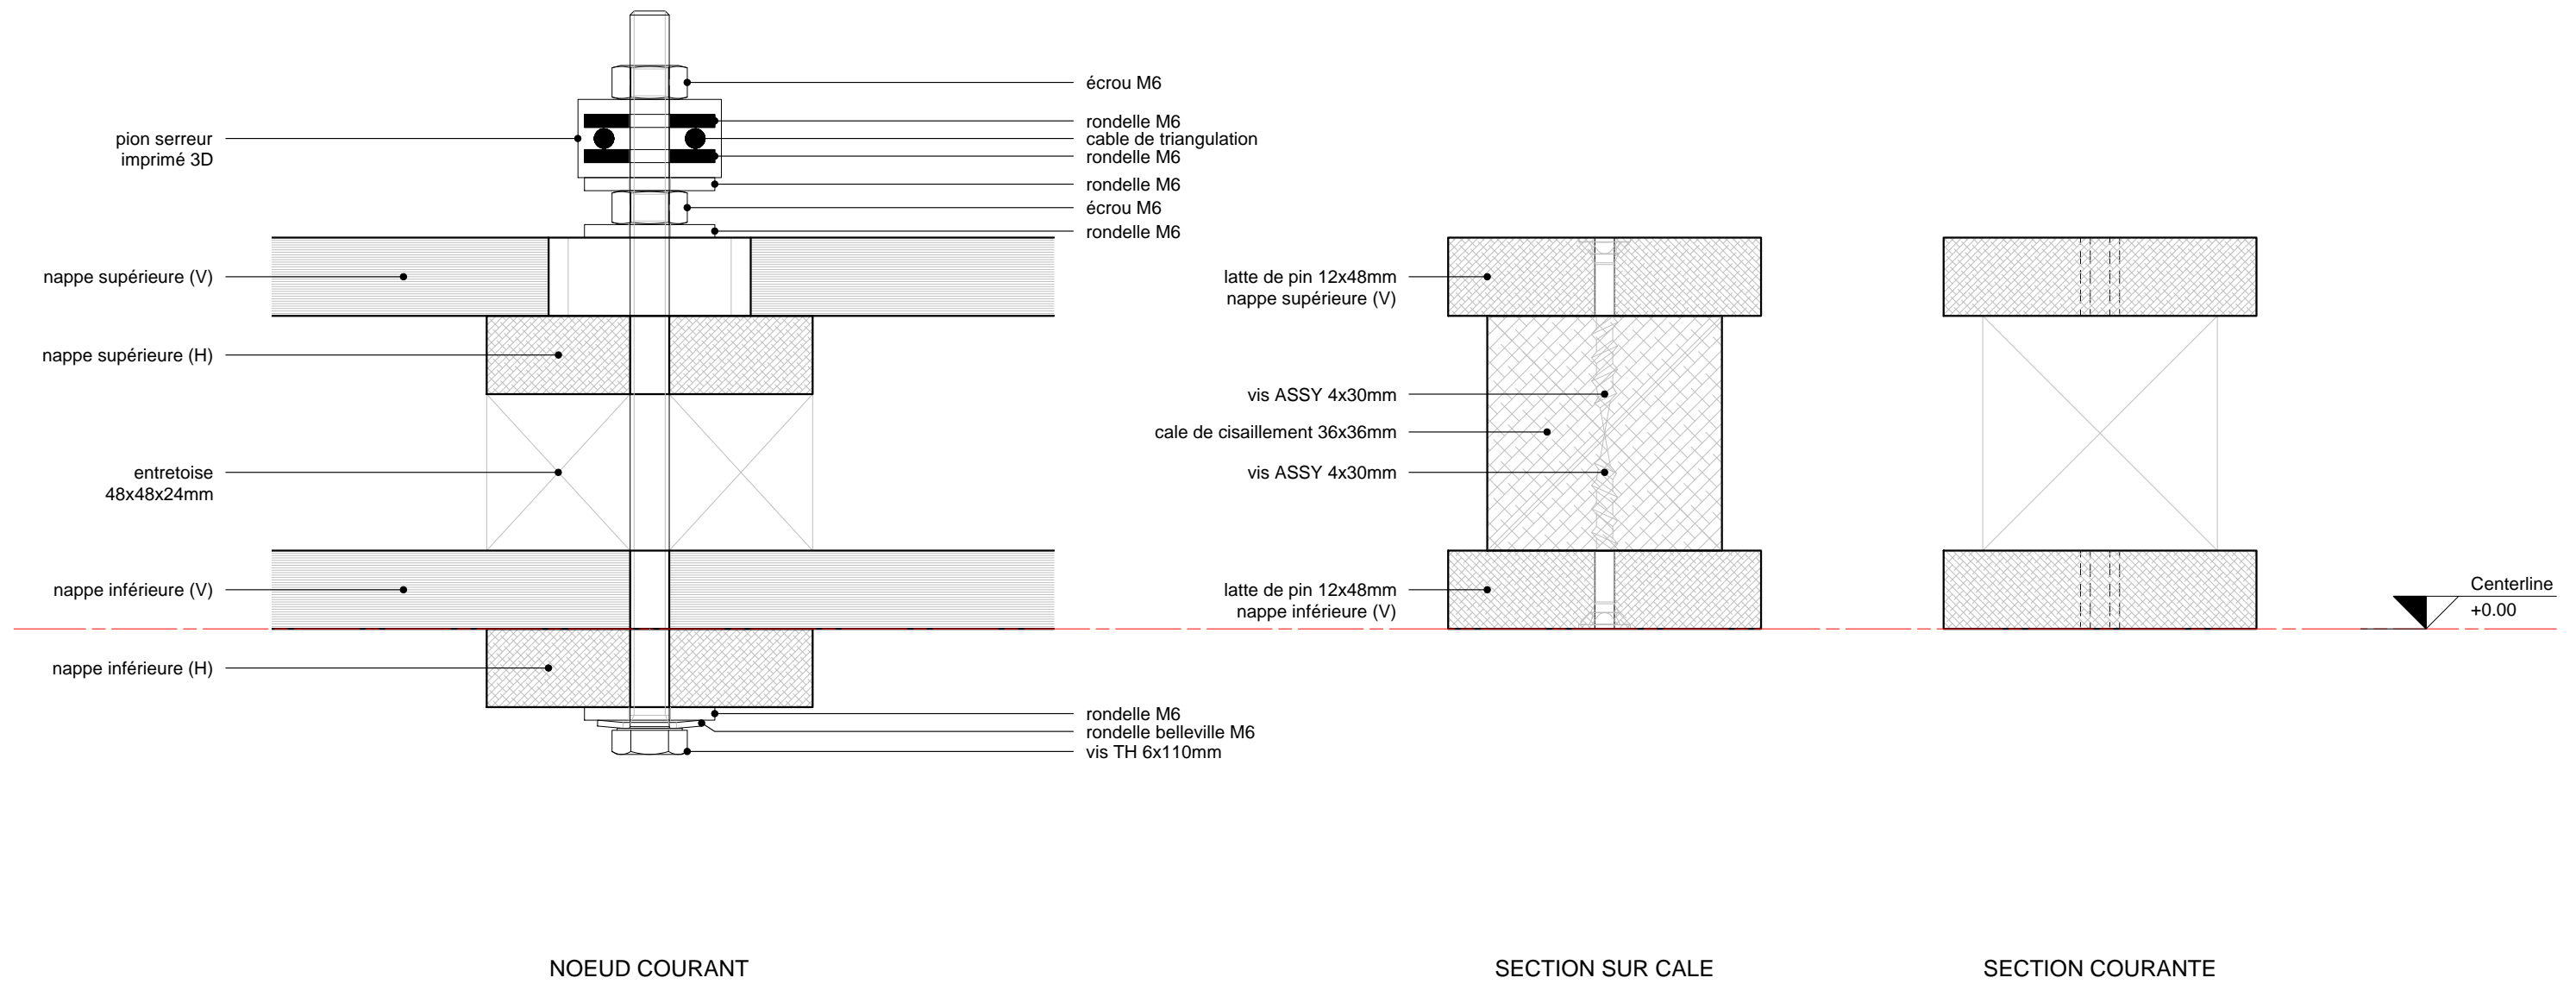 écrou M6
rondelle M6
pion serreur
imprimé 3D
cable de triangulation
rondelle M6
rondelle M6
écrou M6
rondelle M6
nappe supérieure (V)
nappe supérieure (H)
entretoise
48x48x24mm
nappe inférieure (V)
nappe inférieure (H)
rondelle M6
rondelle belleville M6
vis TH 6x110mm
NOEUD COURANT
latte de pin 12x48mm
nappe supérieure (V)
vis ASSY 4x30mm
cale de cisaillement 36x36mm
vis ASSY 4x30mm
latte de pin 12x48mm
nappe inférieure (V)
SECTION SUR CALE
SECTION COURANTE
Centerline
+0.00